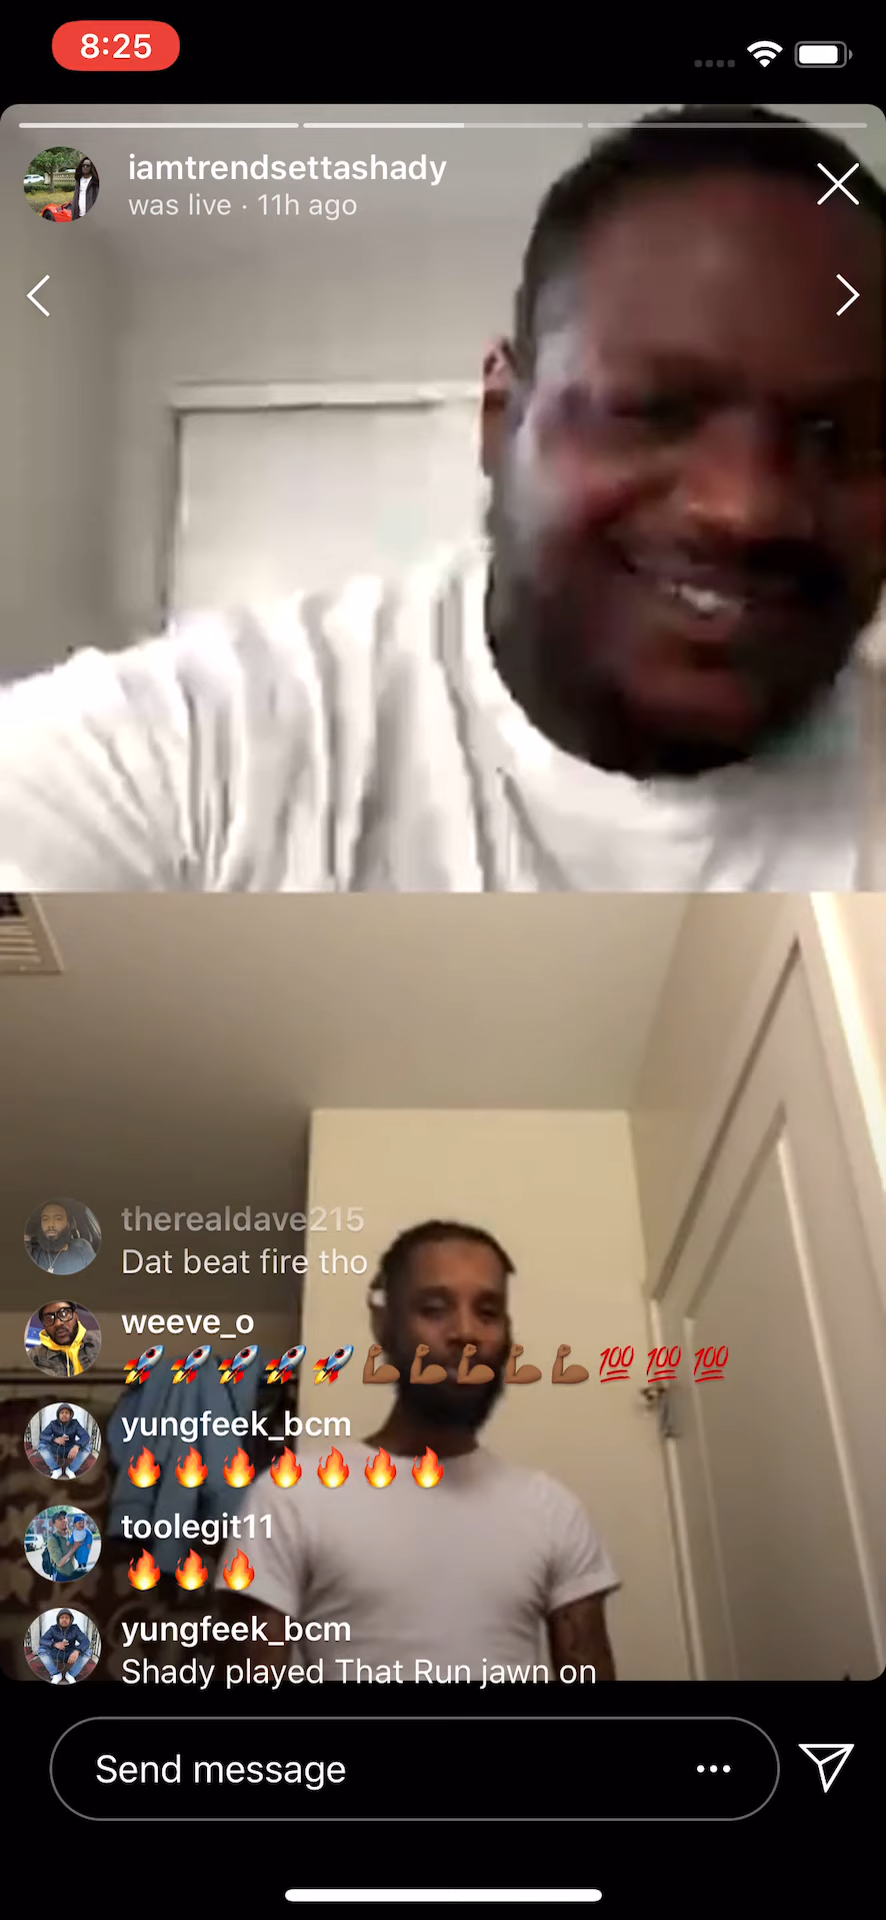 8:25
iamtrendsettashady
was live · 11h ago
therealdave215
Dat beat fire tho
weeve_o
🚀🚀🚀🚀🚀💪🏾💪🏾💪🏾💪🏾💪🏾💯💯💯
yungfeek_bcm
🔥🔥🔥🔥🔥🔥🔥
toolegit11
🔥🔥🔥
yungfeek_bcm
Shady played That Run jawn on
Send message